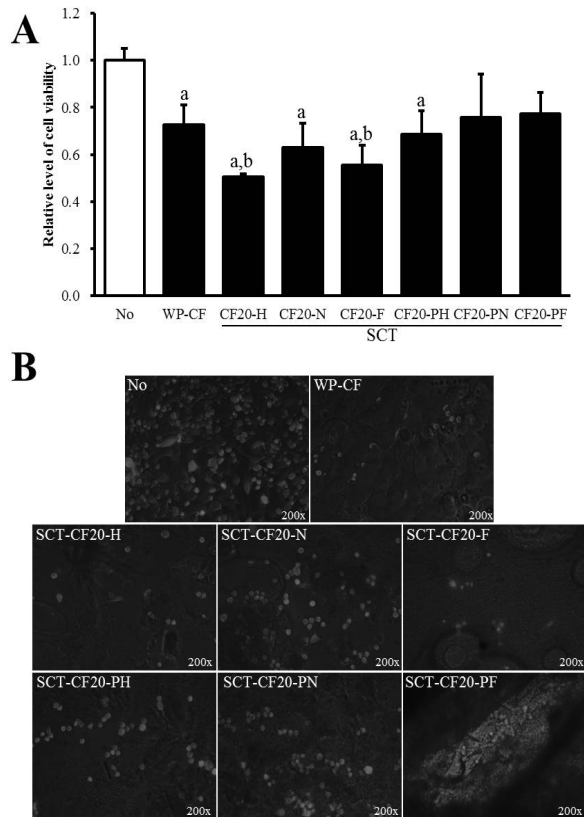 A
Relative level of cell viability
1.2
1.0
0.8
0.6
0.4
0.2
0.0
a
a,b
a
a,b
a
No WP-CF CF20-H CF20-N CF20-F CF20-PH CF20-PN CF20-PF
SCT
B
No
200x
WP-CF
200x
SCT-CF20-H
200x
SCT-CF20-N
200x
SCT-CF20-F
200x
SCT-CF20-PH
200x
SCT-CF20-PN
200x
SCT-CF20-PF
200x